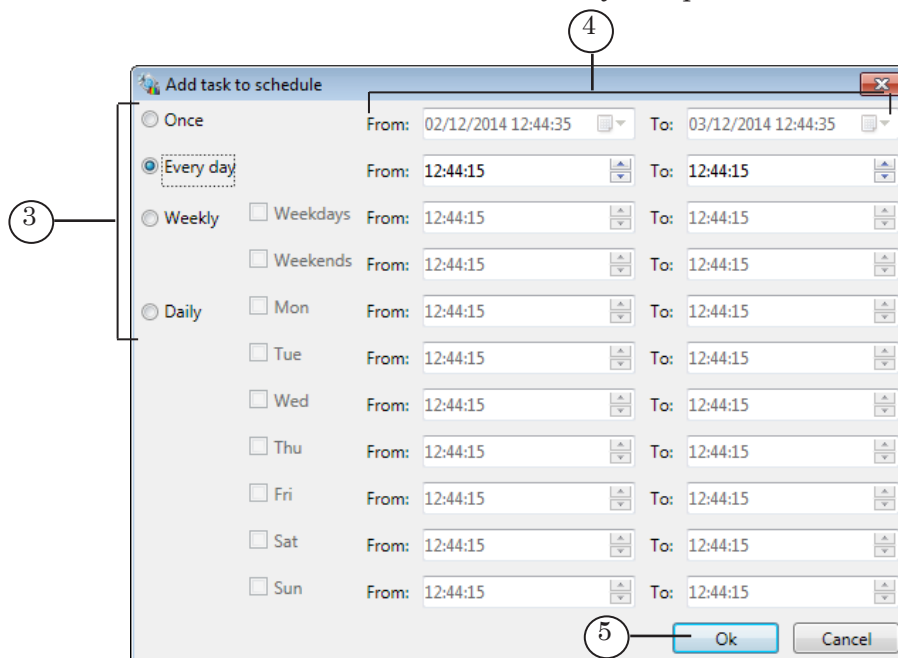 4
Add task to schedule
Once From: 02/12/2014 12:44:35 To: 03/12/2014 12:44:35
Every day From: 12:44:15 To: 12:44:15
3
Weekly Weekdays From: 12:44:15 To: 12:44:15
Weekends From: 12:44:15 To: 12:44:15
Daily Mon From: 12:44:15 To: 12:44:15
Tue From: 12:44:15 To: 12:44:15
Wed From: 12:44:15 To: 12:44:15
Thu From: 12:44:15 To: 12:44:15
Fri From: 12:44:15 To: 12:44:15
Sat From: 12:44:15 To: 12:44:15
Sun From: 12:44:15 To: 12:44:15
5 Ok Cancel